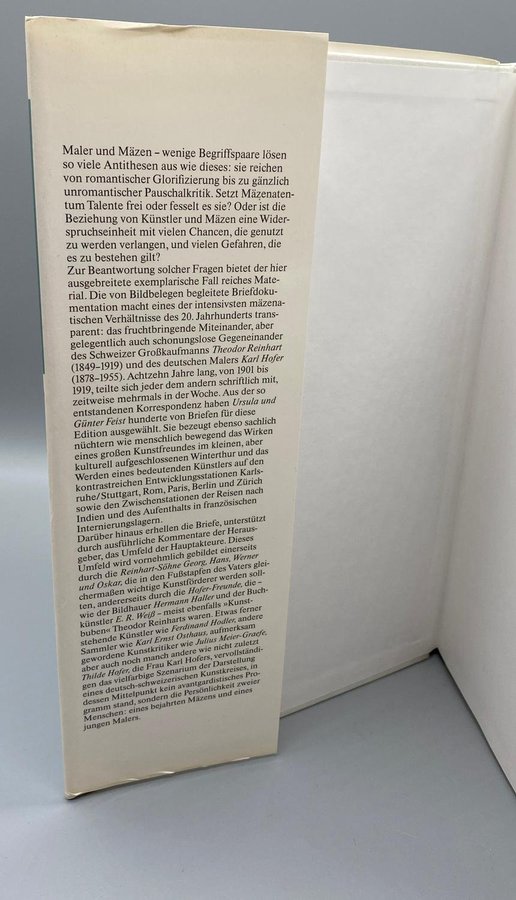 Maler und Mäzen – wenige Begriffspaare lösen
so viele Antithesen aus wie dieses: sie reichen
von romantischer Glorifizierung bis zu gänzlich
unromantischer Pauschalkritik. Setzt Mäzenaten-
tum Talente frei oder fesselt es sie? Oder ist die
Beziehung von Künstler und Mäzen eine Wider-
spruchseinheit mit vielen Chancen, die genutzt
zu werden verlangen, und vielen Gefahren, die
es zu bestehen gilt?
Zur Beantwortung solcher Fragen bietet der hier
ausgebreitete exemplarische Fall reiches Mate-
rial. Die von Bildbelegen begleitete Briefdoku-
mentation macht eines der intensivsten mäzena-
tischen Verhältnisse des 20. Jahrhunderts trans-
parent: das fruchtbringende Miteinander, aber
gelegentlich auch schonungslose Gegeneinander
des Schweizer Großkaufmanns Theodor Reinhart
(1849–1919) und des deutschen Malers Karl Hofer
(1878–1955). Achtzehn Jahre lang, von 1901 bis
1919, teilte sich jeder dem andern schriftlich mit,
zeitweise mehrmals in der Woche. Aus der so
entstandenen Korrespondenz haben Ursula und
Günter Feist hunderte von Briefen für diese
Edition ausgewählt. Sie bezeugt ebenso sachlich
nüchtern wie menschlich bewegend das Wirken
eines großen Kunstfreundes im kleinen, aber
kulturell aufgeschlossenen Winterthur und das
Werden eines bedeutenden Künstlers auf den
kontrastreichen Entwicklungsstationen Karls-
ruhe/Stuttgart, Rom, Paris, Berlin und Zürich
sowie den Zwischenstationen der Reisen nach
Indien und des Aufenthalts in französischen
Internierungslagern.
Darüber hinaus erhellen die Briefe, unterstützt
durch ausführliche Kommentare der Heraus-
geber, das Umfeld der Hauptakteure. Dieses
Umfeld wird vornehmlich gebildet einerseits
durch die Reinhart-Söhne Georg, Hans, Werner
und Oskar, die in den Fußstapfen des Vaters glei-
chermaßen wichtige Kunstförderer werden soll-
ten, andererseits durch die Hofer-Freunde, die –
wie der Bildhauer Hermann Haller und der Buch-
künstler E. R. Weiß – meist ebenfalls »Kunst-
buben« Theodor Reinharts waren. Etwas ferner
stehende Künstler wie Ferdinand Hodler, andere
Sammler wie Karl Ernst Osthaus, aufmerksam
gewordene Kunstkritiker wie Julius Meier-Graefe,
aber auch noch manch andere wie nicht zuletzt
Thilde Hofer, die Frau Karl Hofers, vervollständi-
gen das vielfarbige Szenarium der Darstellung
eines deutsch-schweizerischen Kunstkreises, in
dessen Mittelpunkt kein avantgardistisches Pro-
gramm stand, sondern die Persönlichkeit zweier
Menschen: eines bejahrten Mäzens und eines
jungen Malers.